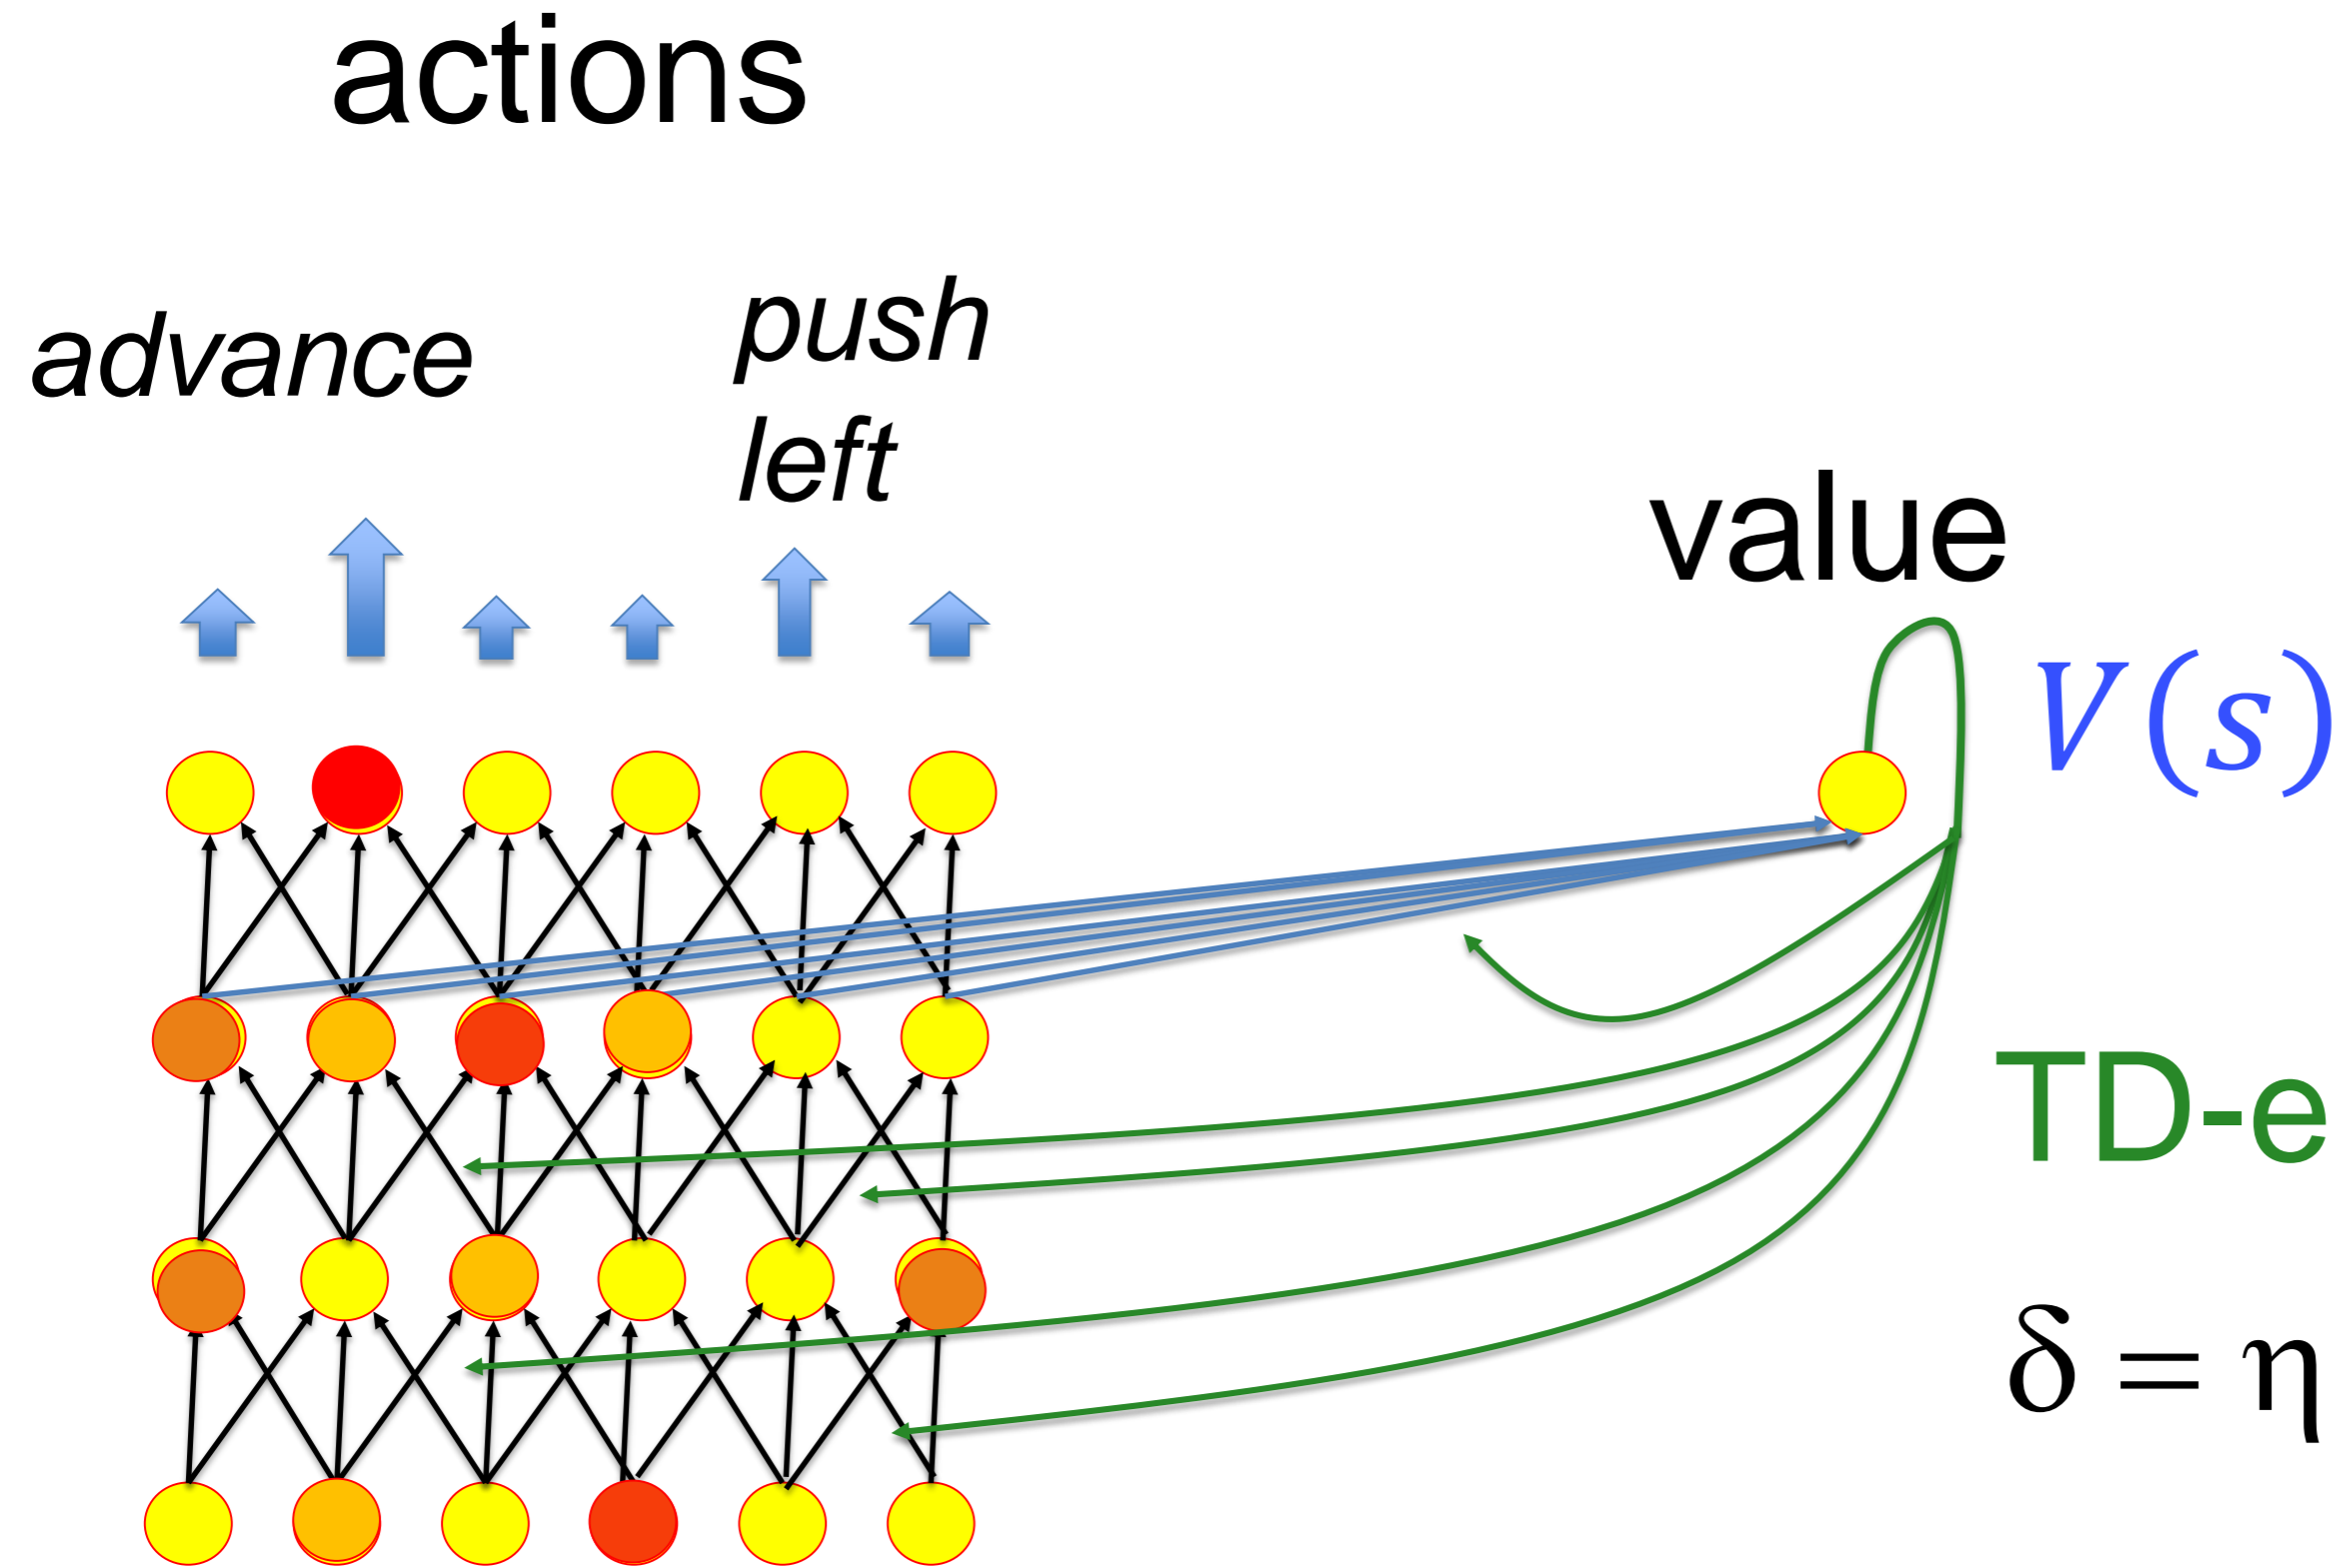 actions
advance
push
left
value
V(s)
TD-e
δ = η